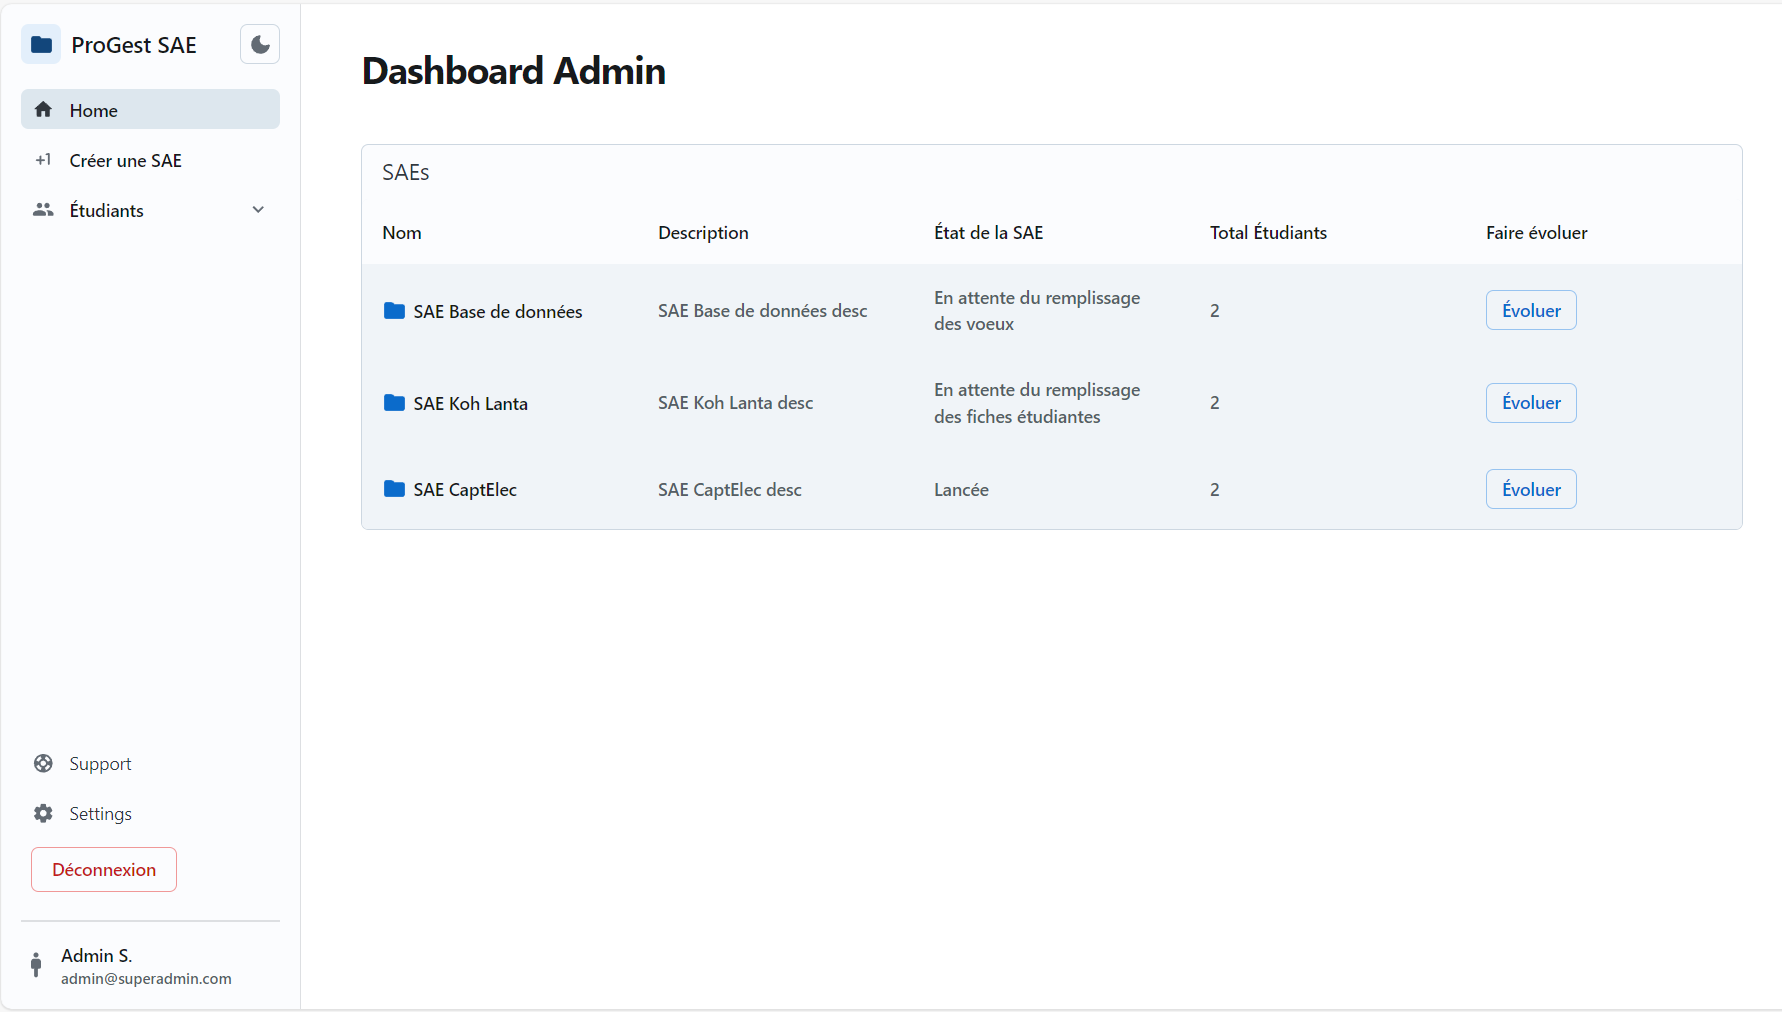 ProGest SAE
Home
+1 Créer une SAE
Étudiants
Support
Settings
Déconnexion
Admin S.
admin@superadmin.com
Dashboard Admin
SAEs
Nom Description État de la SAE Total Étudiants Faire évoluer
SAE Base de données SAE Base de données desc En attente du remplissage
des voeux 2 Évoluer
SAE Koh Lanta SAE Koh Lanta desc En attente du remplissage
des fiches étudiantes 2 Évoluer
SAE CaptElec SAE CaptElec desc Lancée 2 Évoluer